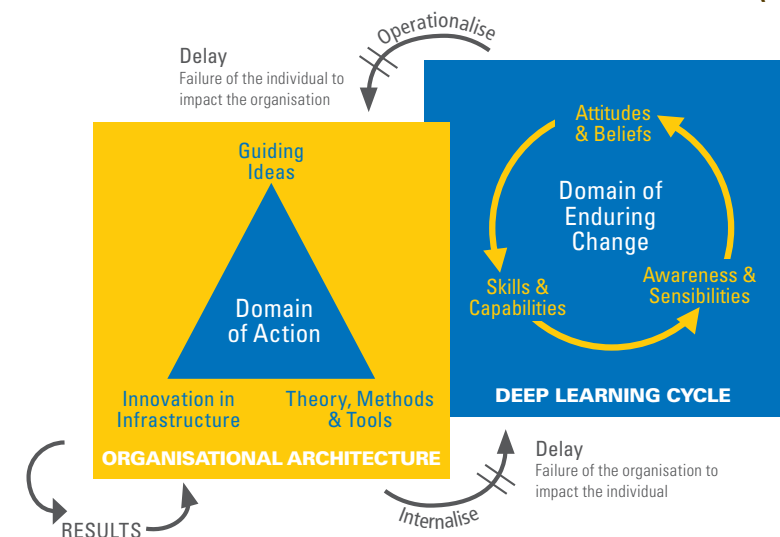 Operationalise
Delay
Failure of the individual to
impact the organisation
Attitudes
& Beliefs
Guiding
Ideas
Domain of
Enduring
Change
Awareness &
Sensibilities
Skills &
Capabilities
Domain
of Action
DEEP LEARNING CYCLE
Innovation in
Infrastructure
Theory, Methods
& Tools
ORGANISATIONAL ARCHITECTURE
Delay
Failure of the organisation to
impact the individual
Internalise
RESULTS